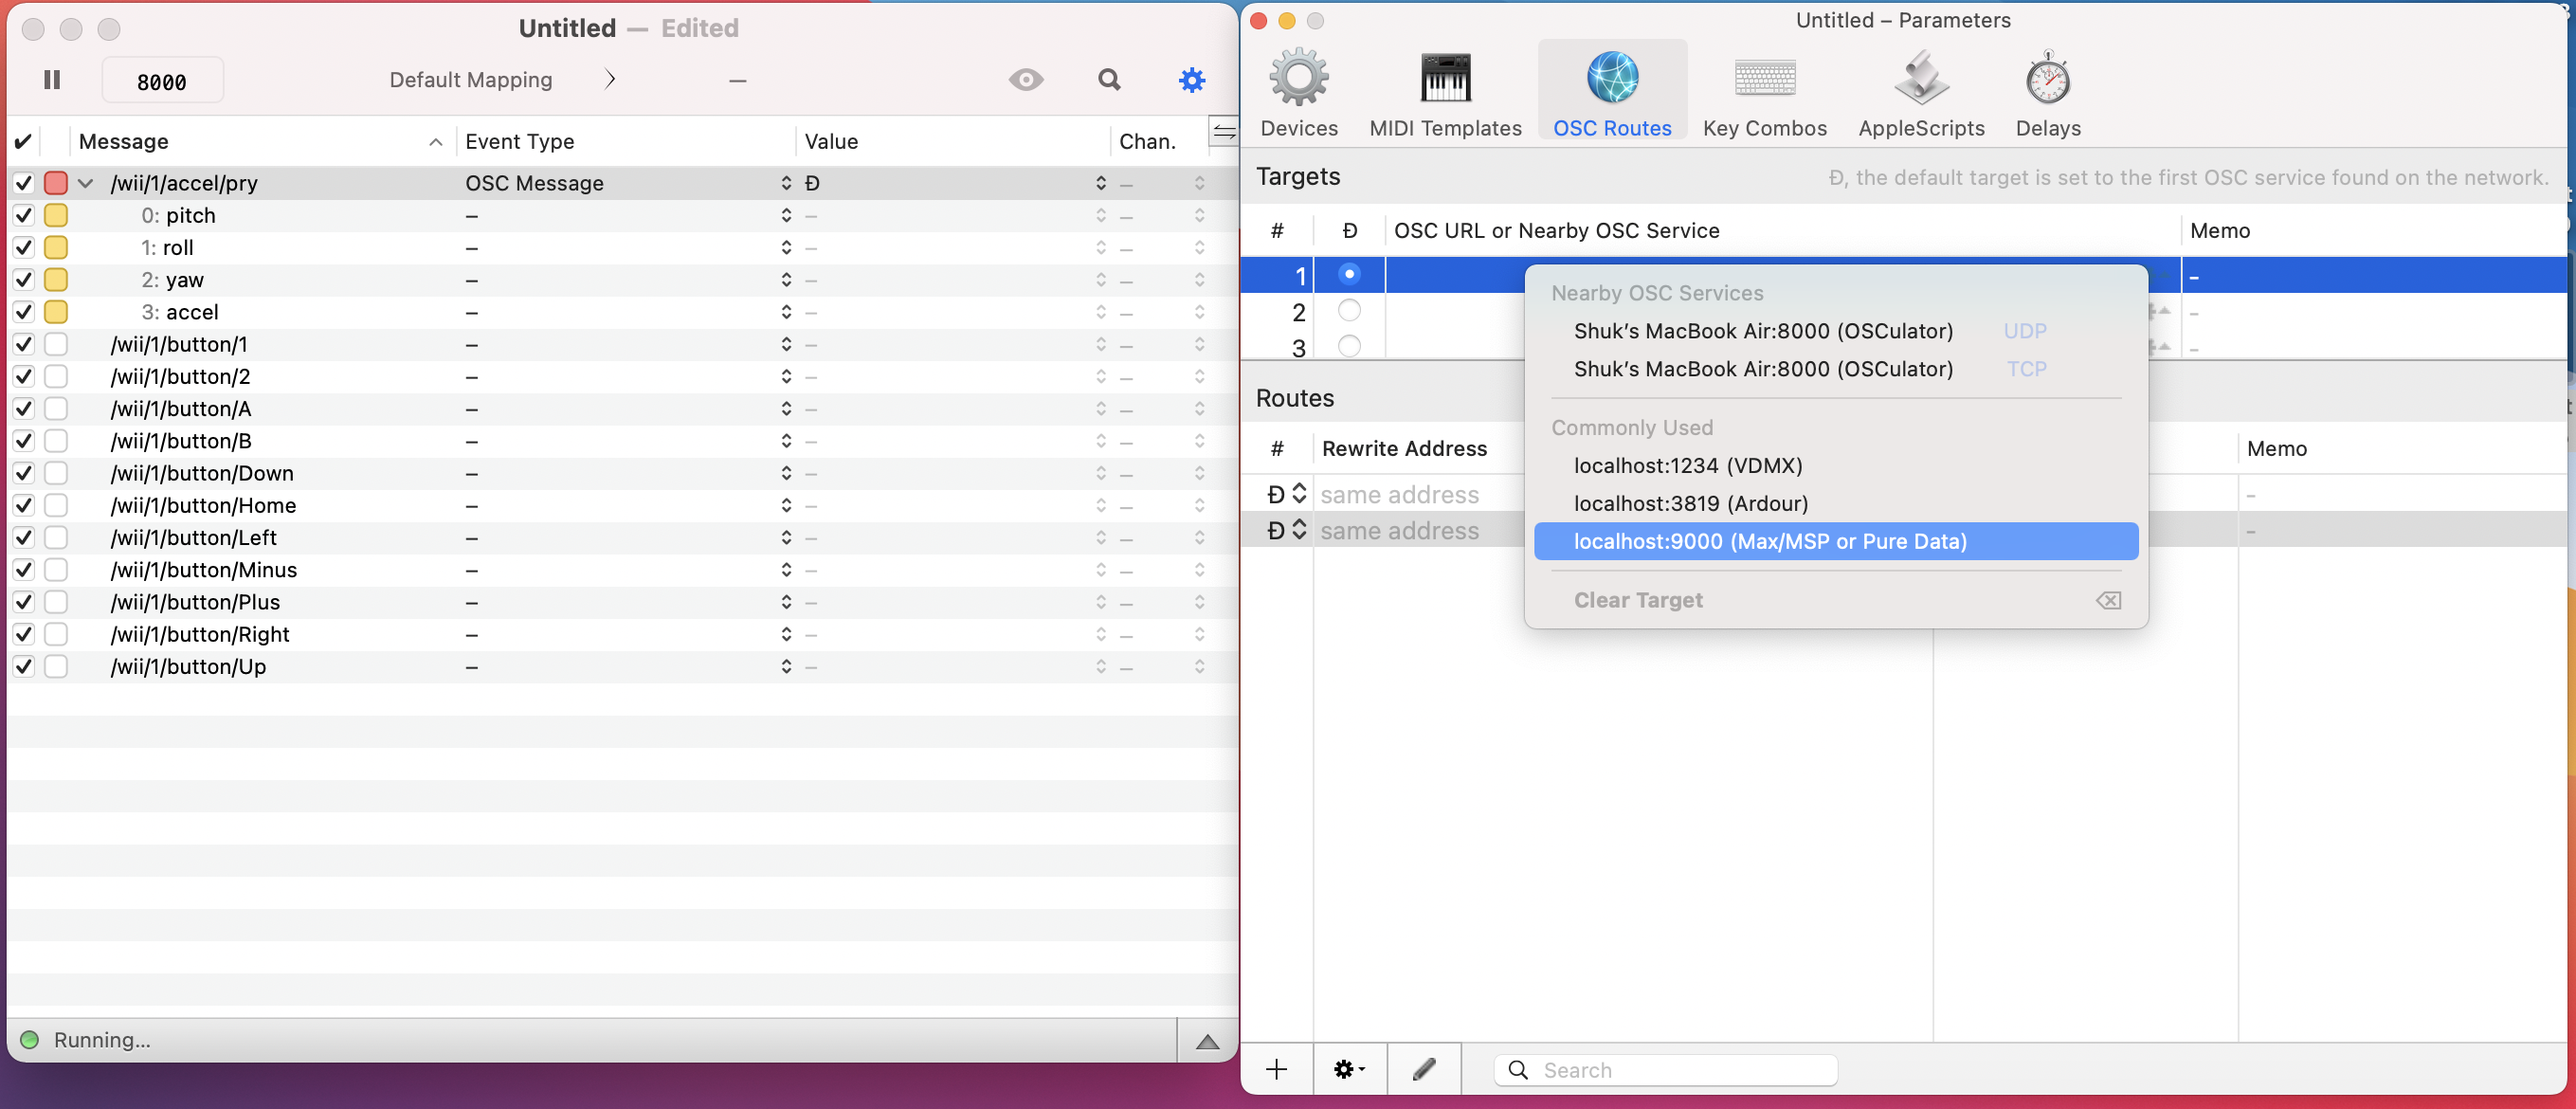 Untitled — Edited
8000
Default Mapping
–
Message
Event Type
Value
Chan.
/wii/1/accel/pry
OSC Message
Đ
–
0: pitch
–
–
–
1: roll
–
–
–
2: yaw
–
–
–
3: accel
–
–
–
/wii/1/button/1
–
–
–
/wii/1/button/2
–
–
–
/wii/1/button/A
–
–
–
/wii/1/button/B
–
–
–
/wii/1/button/Down
–
–
–
/wii/1/button/Home
–
–
–
/wii/1/button/Left
–
–
–
/wii/1/button/Minus
–
–
–
/wii/1/button/Plus
–
–
–
/wii/1/button/Right
–
–
–
/wii/1/button/Up
–
–
–
Running...
Untitled – Parameters
Devices
MIDI Templates
OSC Routes
Key Combos
AppleScripts
Delays
Targets
Đ, the default target is set to the first OSC service found on the network.
#
Đ
OSC URL or Nearby OSC Service
Memo
1
–
2
–
3
–
Nearby OSC Services
Shuk’s MacBook Air:8000 (OSCulator) UDP
Shuk’s MacBook Air:8000 (OSCulator) TCP
Commonly Used
localhost:1234 (VDMX)
localhost:3819 (Ardour)
localhost:9000 (Max/MSP or Pure Data)
Clear Target
Routes
#
Rewrite Address
Memo
Đ
same address
–
Đ
same address
–
Search